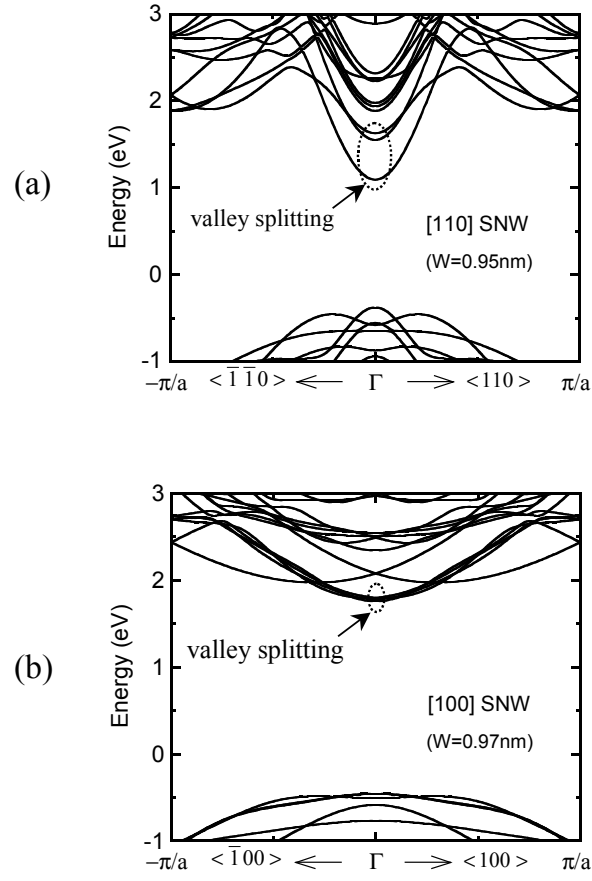 (a)
Energy (eV)
3
2
1
0
-1
valley splitting
[110] SNW
(W=0.95nm)
−π/a
< 1̅ 1̅ 0 >
Γ
< 110 >
π/a
(b)
Energy (eV)
3
2
1
0
-1
valley splitting
[100] SNW
(W=0.97nm)
−π/a
< 1̅ 00 >
Γ
< 100 >
π/a